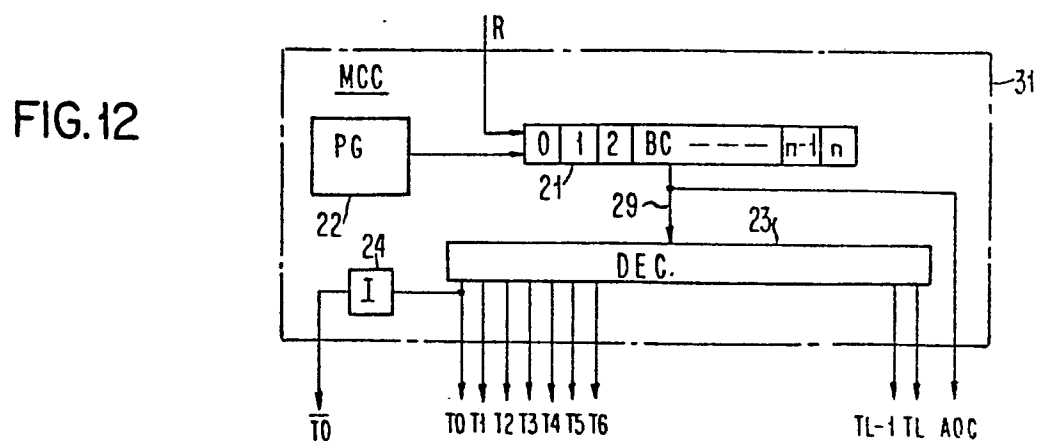 FIG. 12
R
MCC
31
PG
0 1 2 BC ---- n-1 n
22
21
29
23
24
DEC.
I
T̅0̅
T0 T1 T2 T3 T4 T5 T6
TL-1 TL AOC